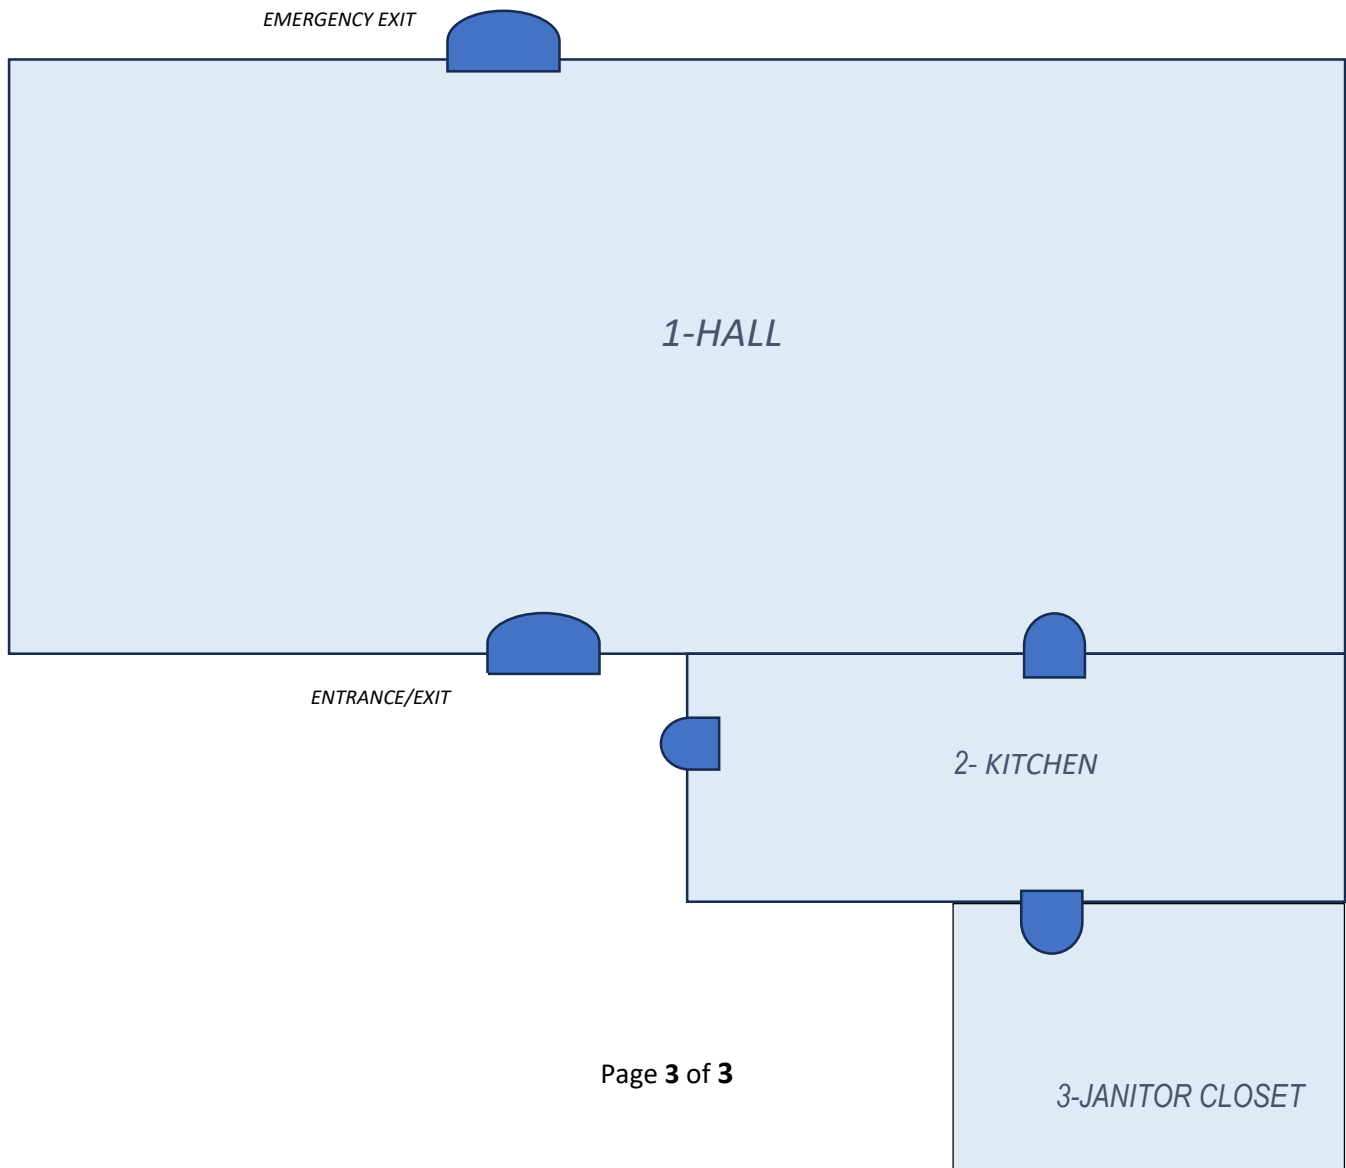 EMERGENCY EXIT
1-HALL
ENTRANCE/EXIT
2- KITCHEN
Page 3 of 3
3-JANITOR CLOSET